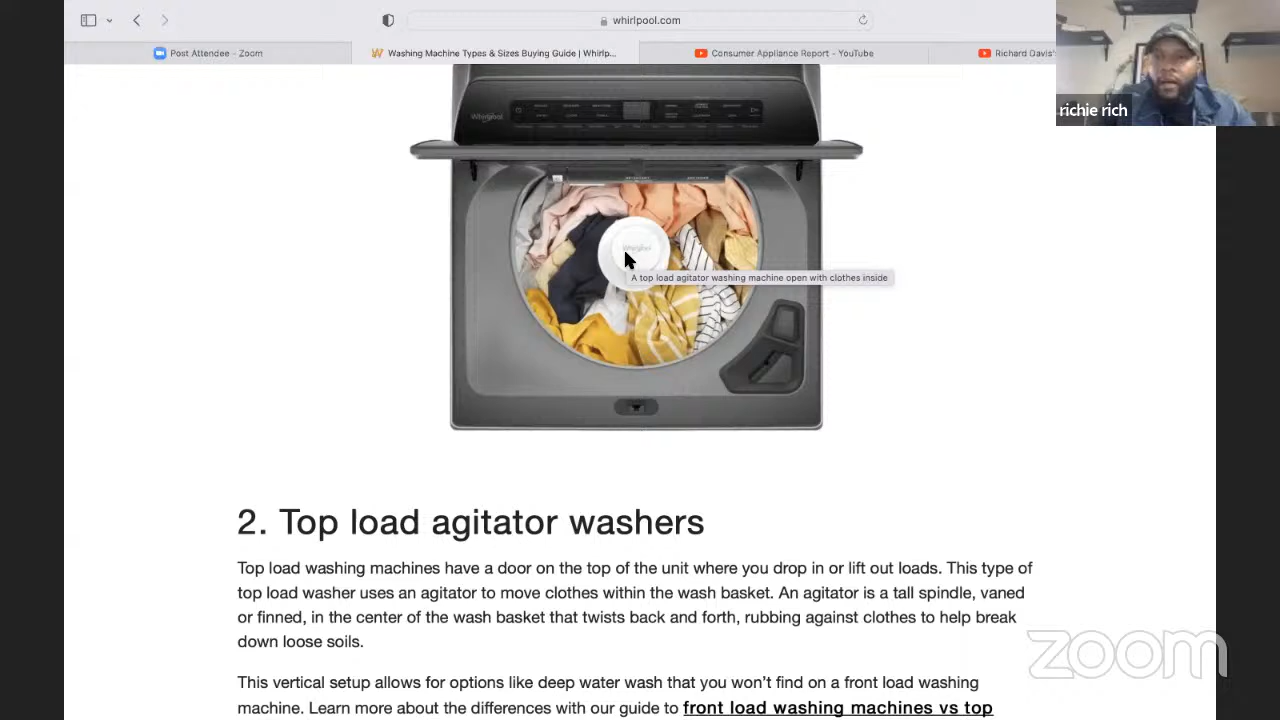 whirlpool.com
Post Attendee - Zoom
Washing Machine Types & Sizes Buying Guide | Whirlp...
Consumer Appliance Report - YouTube
Richard Davis'
richie rich
Whirlpool
Whirlpool
A top load agitator washing machine open with clothes inside
2. Top load agitator washers
Top load washing machines have a door on the top of the unit where you drop in or lift out loads. This type of
top load washer uses an agitator to move clothes within the wash basket. An agitator is a tall spindle, vaned
or finned, in the center of the wash basket that twists back and forth, rubbing against clothes to help break
down loose soils.
zoom
This vertical setup allows for options like deep water wash that you won't find on a front load washing
machine. Learn more about the differences with our guide to front load washing machines vs top